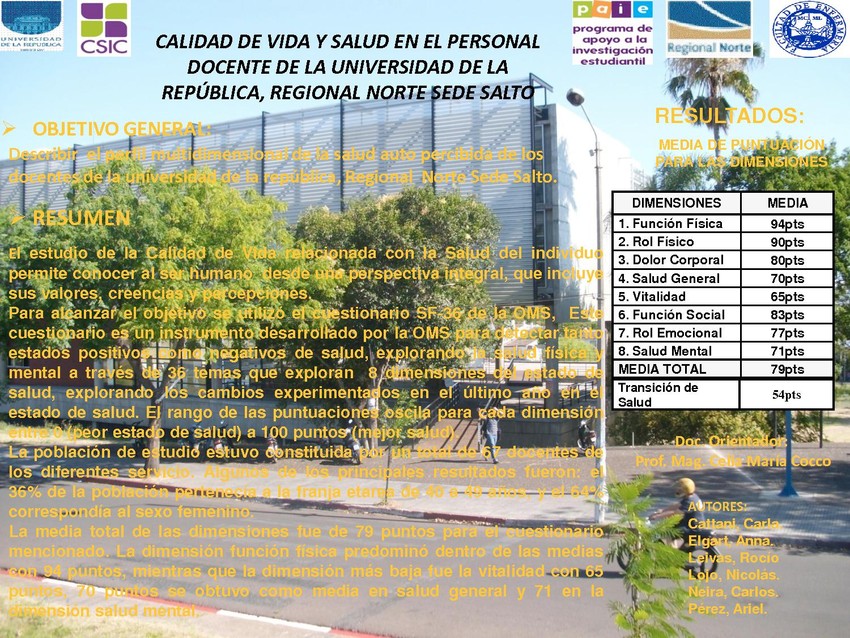 UNIVERSIDAD
DE LA REPÚBLICA
CSIC
paie
programa de
apoyo a la
investigación
estudiantil
Regional Norte
FACULTAD DE ENFERMERÍA
CALIDAD DE VIDA Y SALUD EN EL PERSONAL
DOCENTE DE LA UNIVERSIDAD DE LA
REPÚBLICA, REGIONAL NORTE SEDE SALTO
➢ OBJETIVO GENERAL:
Describir el perfil multidimensional de la salud auto percibida de los
docentes de la universidad de la república, Regional Norte Sede Salto.
➢ RESUMEN
El estudio de la Calidad de Vida relacionada con la Salud del individuo
permite conocer al ser humano desde una perspectiva integral, que incluye
sus valores, creencias y percepciones.
Para alcanzar el objetivo se utilizó el cuestionario SF-36 de la OMS, Este
cuestionario es un instrumento desarrollado por la OMS para detectar tanto
estados positivos como negativos de salud, explorando la salud física y
mental a través de 36 temas que exploran 8 dimensiones del estado de
salud, explorando los cambios experimentados en el último año en el
estado de salud. El rango de las puntuaciones oscila para cada dimensión
entre 0 (peor estado de salud) a 100 puntos (mejor salud).
La población de estudio estuvo constituida por un total de 67 docentes de
los diferentes servicio. Algunos de los principales resultados fueron: el
36% de la población pertenecía a la franja etarea de 40 a 49 años, y el 64%
correspondía al sexo femenino.
La media total de las dimensiones fue de 79 puntos para el cuestionario
mencionado. La dimensión función física predominó dentro de las medias
con 94 puntos, mientras que la dimensión más baja fue la vitalidad con 65
puntos, 70 puntos se obtuvo como media en salud general y 71 en la
dimensión salud mental.
RESULTADOS:
MEDIA DE PUNTUACIÓN
PARA LAS DIMENSIONES
DIMENSIONES MEDIA
1. Función Física 94pts
2. Rol Físico 90pts
3. Dolor Corporal 80pts
4. Salud General 70pts
5. Vitalidad 65pts
6. Función Social 83pts
7. Rol Emocional 77pts
8. Salud Mental 71pts
MEDIA TOTAL 79pts
Transición de
Salud 54pts
Doc. Orientador:
Prof. Mag. Celia María Cocco
AUTORES:
Cattani, Carla
Elgart, Anna.
Leivas, Rocío
Lojo, Nicolás.
Neira, Carlos.
Pérez, Ariel.